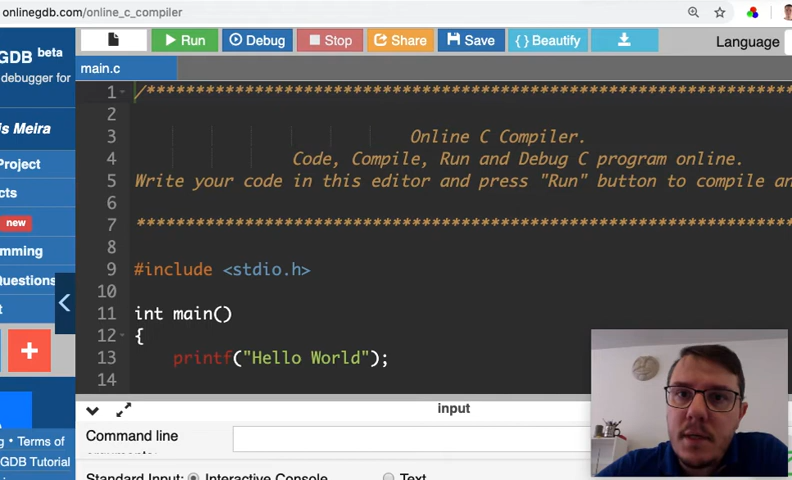 onlinegdb.com/online_c_compiler
GDB beta
debugger for
Run Debug Stop Share Save { } Beautify Language
main.c
is Meira
Project
cts
new
mming
Questions
t
+
g • Terms of
GDB Tutorial
1 /******************************************************************************
2
3 Online C Compiler.
4 Code, Compile, Run and Debug C program online.
5 Write your code in this editor and press "Run" button to compile an
6
7 *******************************************************************************
8
9 #include <stdio.h>
10
11 int main()
12 {
13 printf("Hello World");
14
input
Command line
arguments:
Standard Input: Interactive Console Text